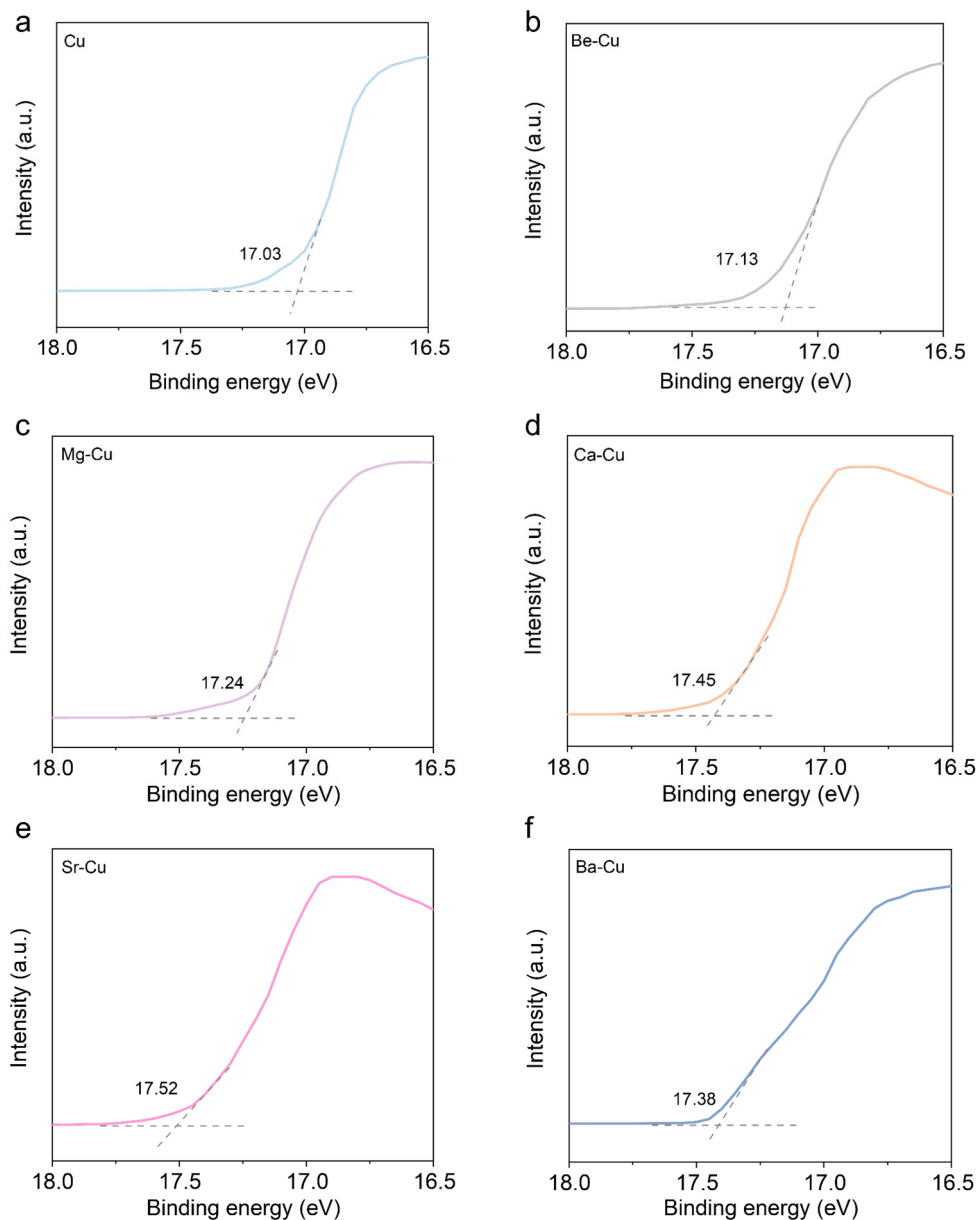 a
Cu
Intensity (a.u.)
17.03
18.0 17.5 17.0 16.5
Binding energy (eV)
b
Be-Cu
Intensity (a.u.)
17.13
18.0 17.5 17.0 16.5
Binding energy (eV)
c
Mg-Cu
Intensity (a.u.)
17.24
18.0 17.5 17.0 16.5
Binding energy (eV)
d
Ca-Cu
Intensity (a.u.)
17.45
18.0 17.5 17.0 16.5
Binding energy (eV)
e
Sr-Cu
Intensity (a.u.)
17.52
18.0 17.5 17.0 16.5
Binding energy (eV)
f
Ba-Cu
Intensity (a.u.)
17.38
18.0 17.5 17.0 16.5
Binding energy (eV)